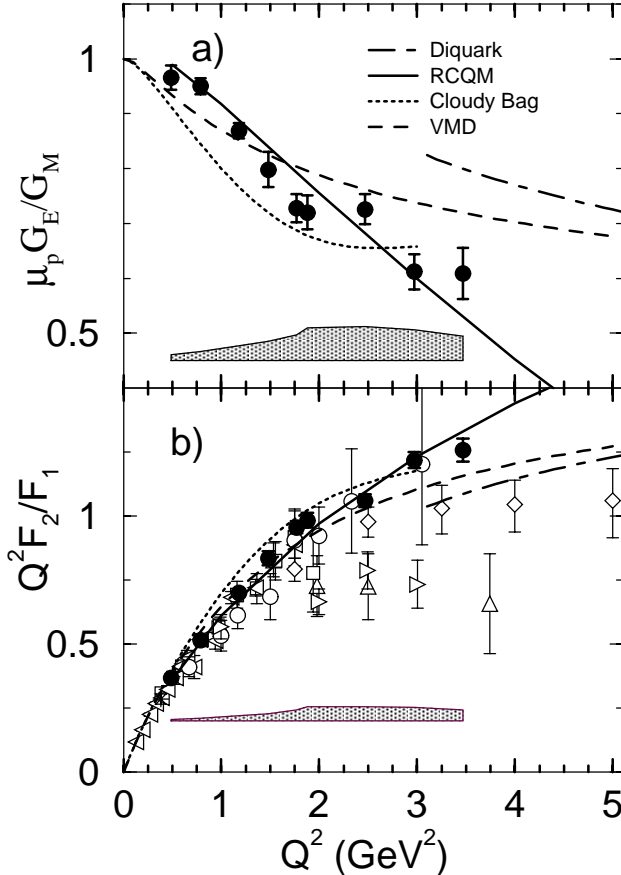 a)
Diquark
RCQM
Cloudy Bag
VMD
1
0.5
μpGE/GM
b)
1
0.5
0
Q²F₂/F₁
0 1 2 3 4 5
Q² (GeV²)